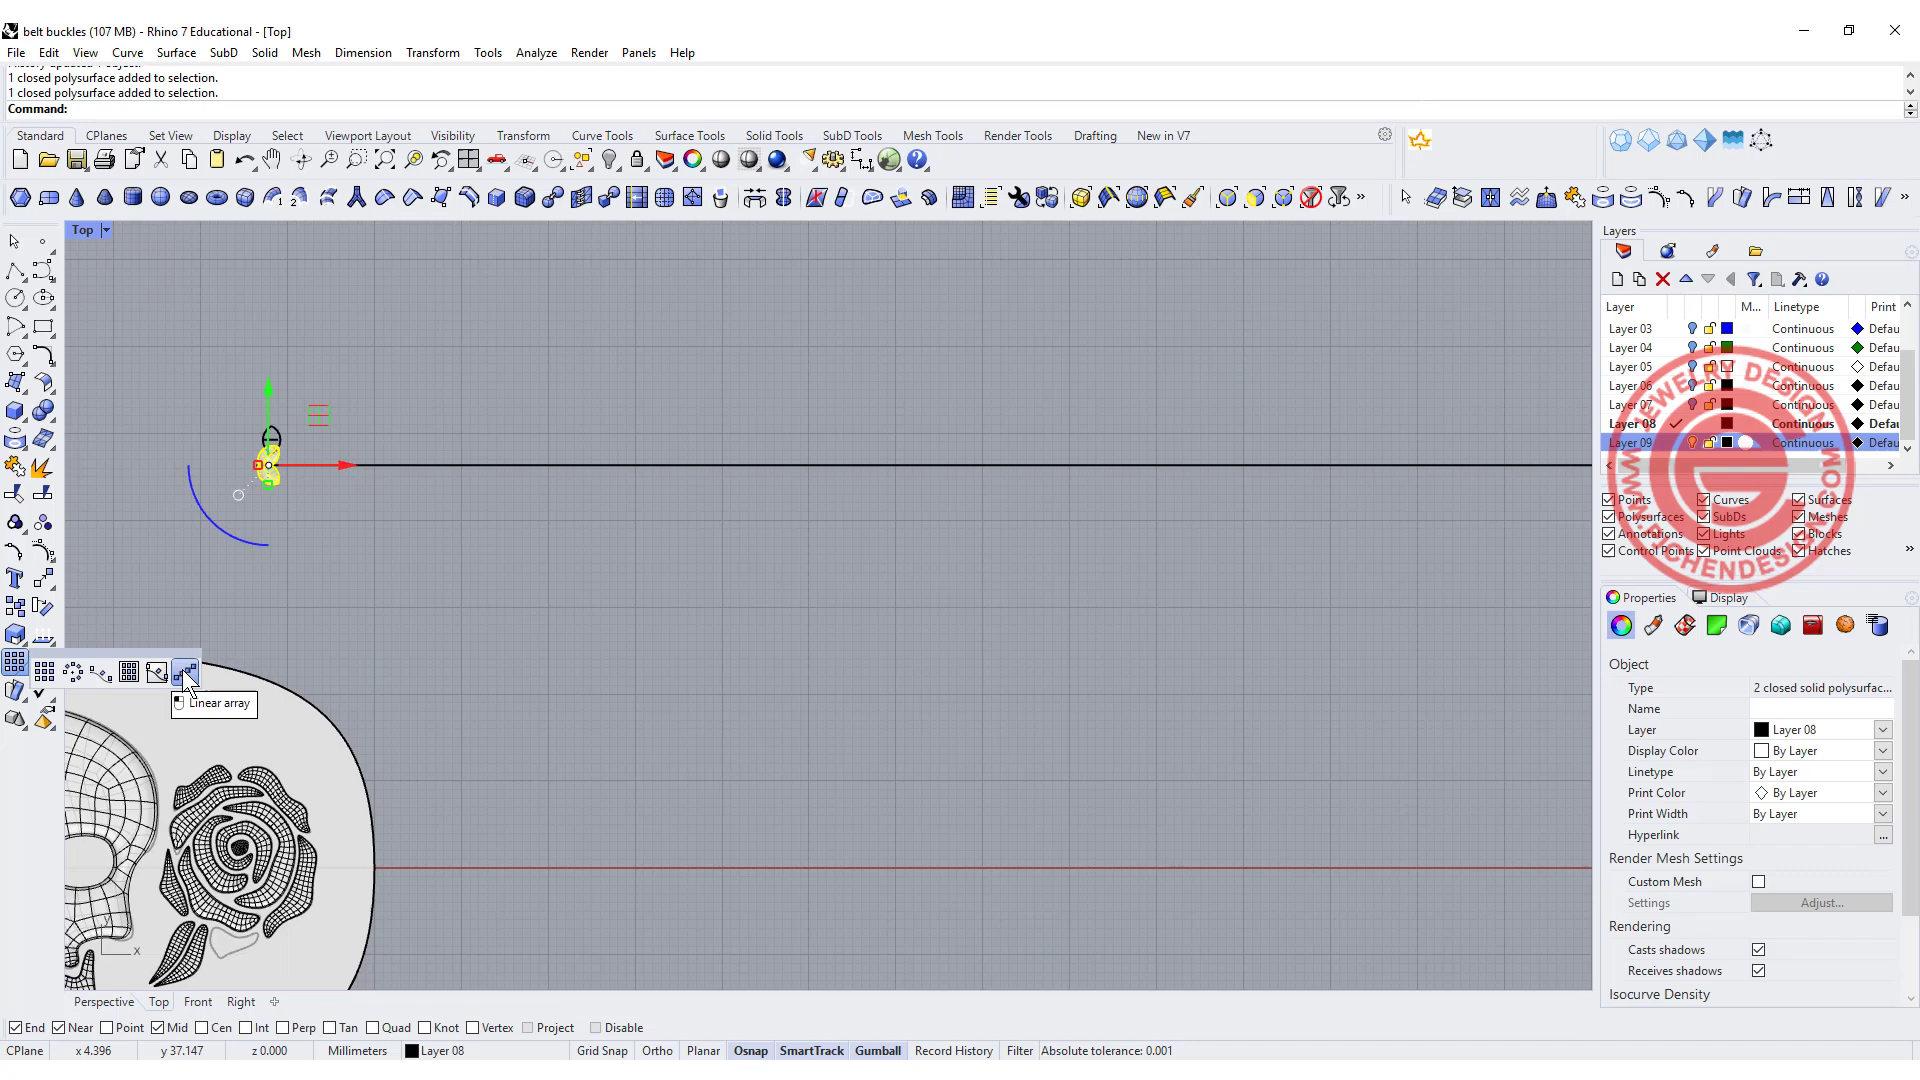 belt buckles (107 MB) - Rhino 7 Educational - [Top]
File Edit View Curve Surface SubD Solid Mesh Dimension Transform Tools Analyze Render Panels Help
1 closed polysurface added to selection.
1 closed polysurface added to selection.
Command:
Standard CPlanes Set View Display Select Viewport Layout Visibility Transform Curve Tools Surface Tools Solid Tools SubD Tools Mesh Tools Render Tools Drafting New in V7
Top
Layers
Layer M... Linetype Print
Layer 03 Continuous Defau
Layer 04 Continuous Defau
Layer 05 Continuous Defau
Layer 06 Continuous Defau
Layer 07 Continuous Defau
Layer 08 Continuous Defau
Layer 09 Continuous Defau
JEWELRY DESIGN
WWW.PJCHENDESIGN.COM
Points Curves Surfaces
Polysurfaces SubDs Meshes
Annotations Lights Blocks
Control Points Point Clouds Hatches
Properties Display
Object
Type 2 closed solid polysurfac...
Name
Layer Layer 08
Display Color By Layer
Linetype By Layer
Print Color By Layer
Print Width By Layer
Hyperlink ...
Render Mesh Settings
Custom Mesh
Settings Adjust...
Rendering
Casts shadows
Receives shadows
Isocurve Density
Linear array
y
x
Perspective Top Front Right
End Near Point Mid Cen Int Perp Tan Quad Knot Vertex Project Disable
CPlane x 4.396 y 37.147 z 0.000 Millimeters Layer 08 Grid Snap Ortho Planar Osnap SmartTrack Gumball Record History Filter Absolute tolerance: 0.001